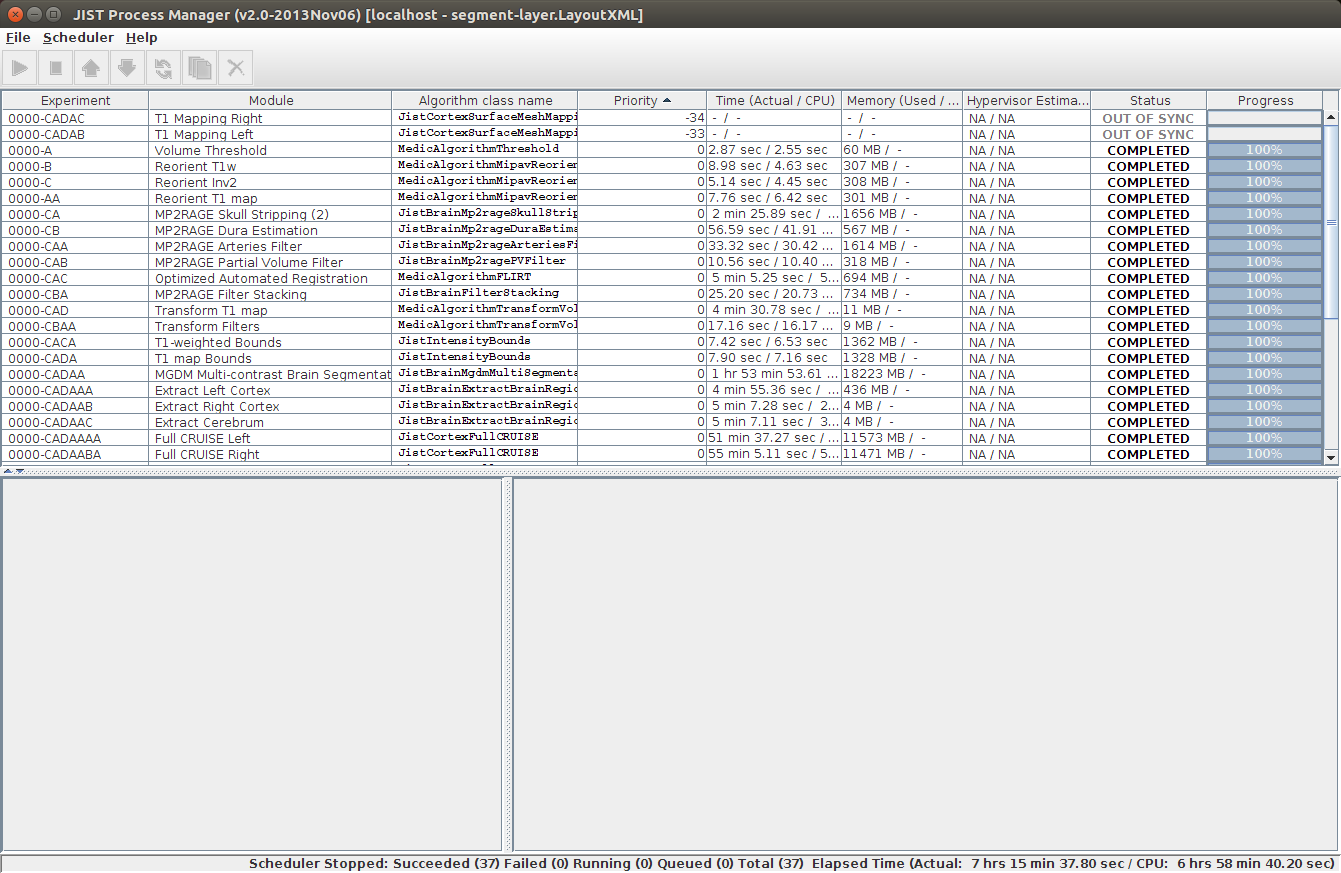 JIST Process Manager (v2.0-2013Nov06) [localhost - segment-layer.LayoutXML]
File Scheduler Help
Experiment Module Algorithm class name Priority Time (Actual / CPU) Memory (Used / ... Hypervisor Estima... Status Progress
0000-CADAC T1 Mapping Right JistCortexSurfaceMeshMappi -34 - / - - / - NA / NA OUT OF SYNC
0000-CADAB T1 Mapping Left JistCortexSurfaceMeshMappi -33 - / - - / - NA / NA OUT OF SYNC
0000-A Volume Threshold MedicAlgorithmThreshold 0 2.87 sec / 2.55 sec 60 MB / - NA / NA COMPLETED 100%
0000-B Reorient T1w MedicAlgorithmMipavReorien 0 8.98 sec / 4.63 sec 307 MB / - NA / NA COMPLETED 100%
0000-C Reorient Inv2 MedicAlgorithmMipavReorien 0 5.14 sec / 4.45 sec 308 MB / - NA / NA COMPLETED 100%
0000-AA Reorient T1 map MedicAlgorithmMipavReorien 0 7.76 sec / 6.42 sec 301 MB / - NA / NA COMPLETED 100%
0000-CA MP2RAGE Skull Stripping (2) JistBrainMp2rageSkullStrip 0 2 min 25.89 sec / ... 1656 MB / - NA / NA COMPLETED 100%
0000-CB MP2RAGE Dura Estimation JistBrainMp2rageDuraEstima 0 56.59 sec / 41.91 ... 567 MB / - NA / NA COMPLETED 100%
0000-CAA MP2RAGE Arteries Filter JistBrainMp2rageArteriesFi 0 33.32 sec / 30.42 ... 1614 MB / - NA / NA COMPLETED 100%
0000-CAB MP2RAGE Partial Volume Filter JistBrainMp2ragePVFilter 0 10.56 sec / 10.40 ... 318 MB / - NA / NA COMPLETED 100%
0000-CAC Optimized Automated Registration MedicAlgorithmFLIRT 0 5 min 5.25 sec / 5... 694 MB / - NA / NA COMPLETED 100%
0000-CBA MP2RAGE Filter Stacking JistBrainFilterStacking 0 25.20 sec / 20.73 ... 734 MB / - NA / NA COMPLETED 100%
0000-CAD Transform T1 map MedicAlgorithmTransformVol 0 4 min 30.78 sec / ... 11 MB / - NA / NA COMPLETED 100%
0000-CBAA Transform Filters MedicAlgorithmTransformVol 0 17.16 sec / 16.17 ... 9 MB / - NA / NA COMPLETED 100%
0000-CACA T1-weighted Bounds JistIntensityBounds 0 7.42 sec / 6.53 sec 1362 MB / - NA / NA COMPLETED 100%
0000-CADA T1 map Bounds JistIntensityBounds 0 7.90 sec / 7.16 sec 1328 MB / - NA / NA COMPLETED 100%
0000-CADAA MGDM Multi-contrast Brain Segmentat JistBrainMgdmMultiSegmenta 0 1 hr 53 min 53.61 ... 18223 MB / - NA / NA COMPLETED 100%
0000-CADAAA Extract Left Cortex JistBrainExtractBrainRegio 0 4 min 55.36 sec / ... 436 MB / - NA / NA COMPLETED 100%
0000-CADAAB Extract Right Cortex JistBrainExtractBrainRegio 0 5 min 7.28 sec / 2... 4 MB / - NA / NA COMPLETED 100%
0000-CADAAC Extract Cerebrum JistBrainExtractBrainRegio 0 5 min 7.11 sec / 3... 4 MB / - NA / NA COMPLETED 100%
0000-CADAAAA Full CRUISE Left JistCortexFullCRUISE 0 51 min 37.27 sec / ... 11573 MB / - NA / NA COMPLETED 100%
0000-CADAABA Full CRUISE Right JistCortexFullCRUISE 0 55 min 5.11 sec / 5... 11471 MB / - NA / NA COMPLETED 100%
Scheduler Stopped: Succeeded (37) Failed (0) Running (0) Queued (0) Total (37) Elapsed Time (Actual: 7 hrs 15 min 37.80 sec / CPU: 6 hrs 58 min 40.20 sec)